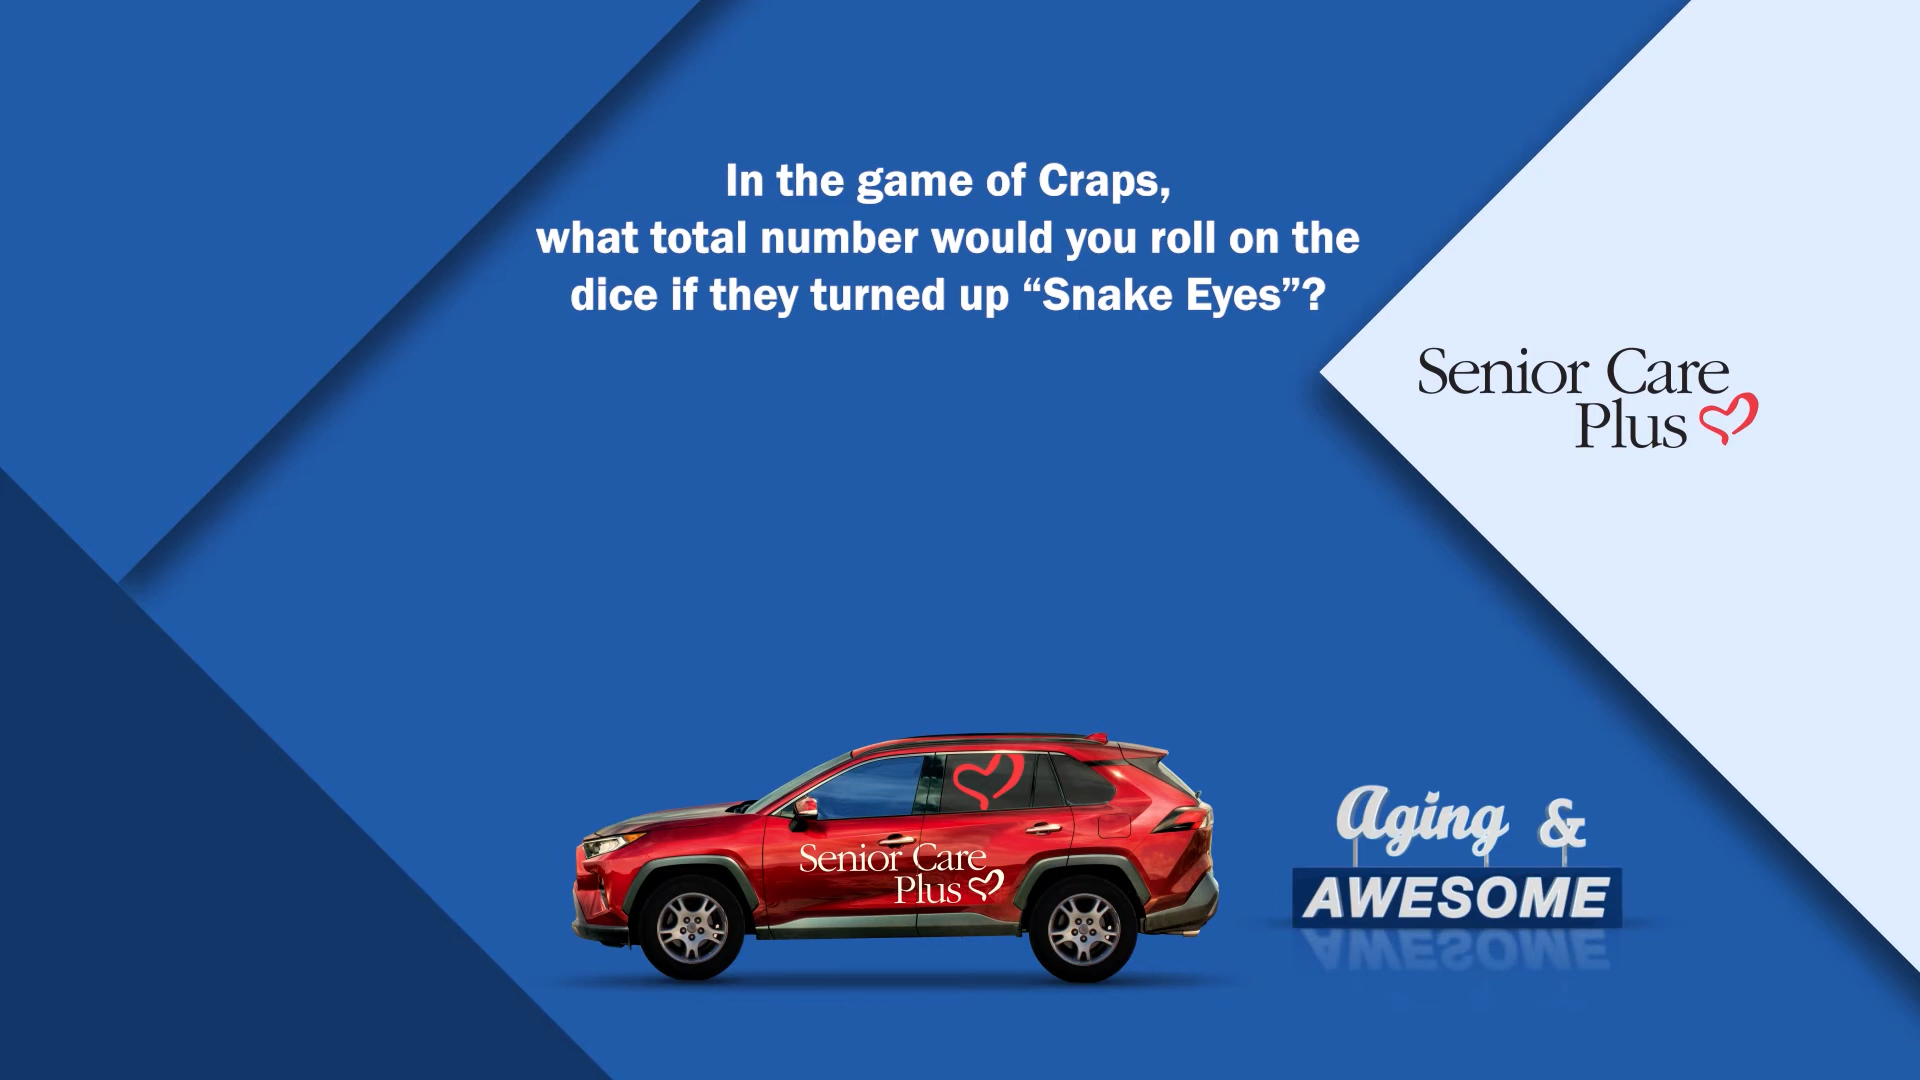 In the game of Craps,
what total number would you roll on the
dice if they turned up “Snake Eyes”?
Senior Care
Plus
Senior Care
Plus
Aging &
AWESOME